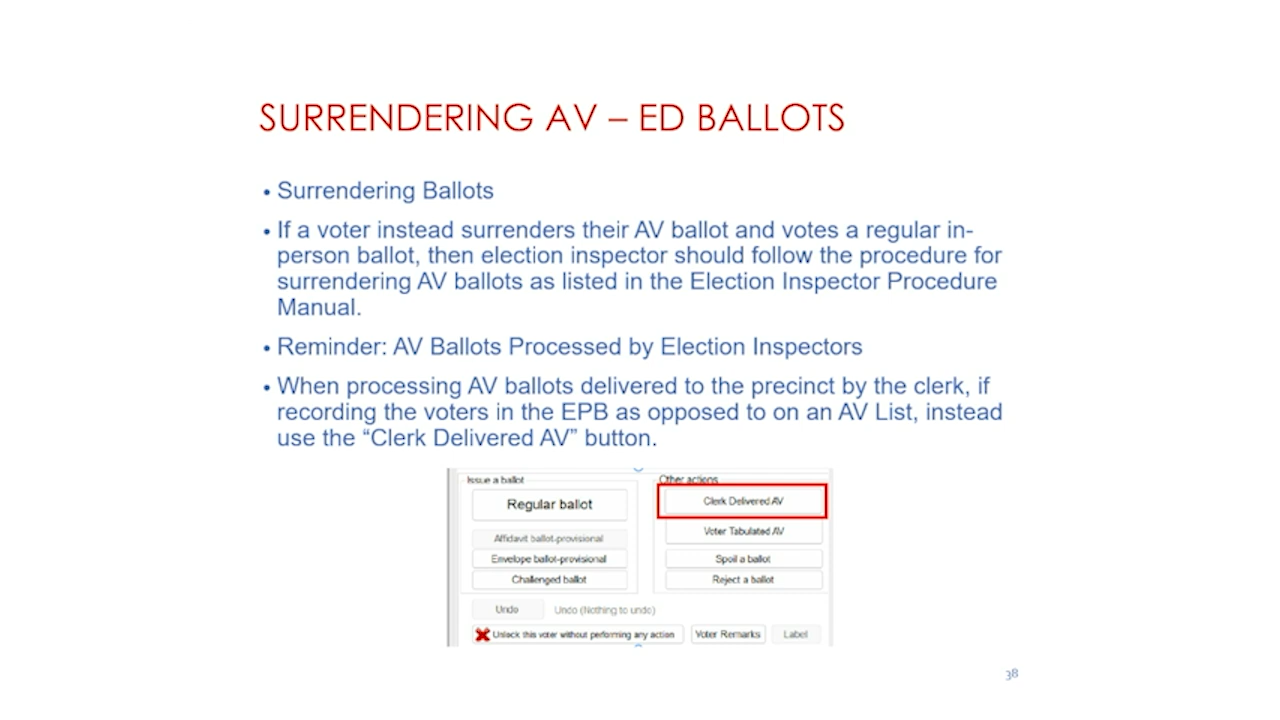 SURRENDERING AV – ED BALLOTS
• Surrendering Ballots
• If a voter instead surrenders their AV ballot and votes a regular in-
person ballot, then election inspector should follow the procedure for
surrendering AV ballots as listed in the Election Inspector Procedure
Manual.
• Reminder: AV Ballots Processed by Election Inspectors
• When processing AV ballots delivered to the precinct by the clerk, if
recording the voters in the EPB as opposed to on an AV List, instead
use the “Clerk Delivered AV” button.
Issue a ballot
Regular ballot
Affidavit ballot-provisional
Envelope ballot-provisional
Challenged ballot
Other actions
Clerk Delivered AV
Voter Tabulated AV
Spoil a ballot
Reject a ballot
Undo Undo (Nothing to undo)
Unlock this voter without performing any action Voter Remarks Label
38